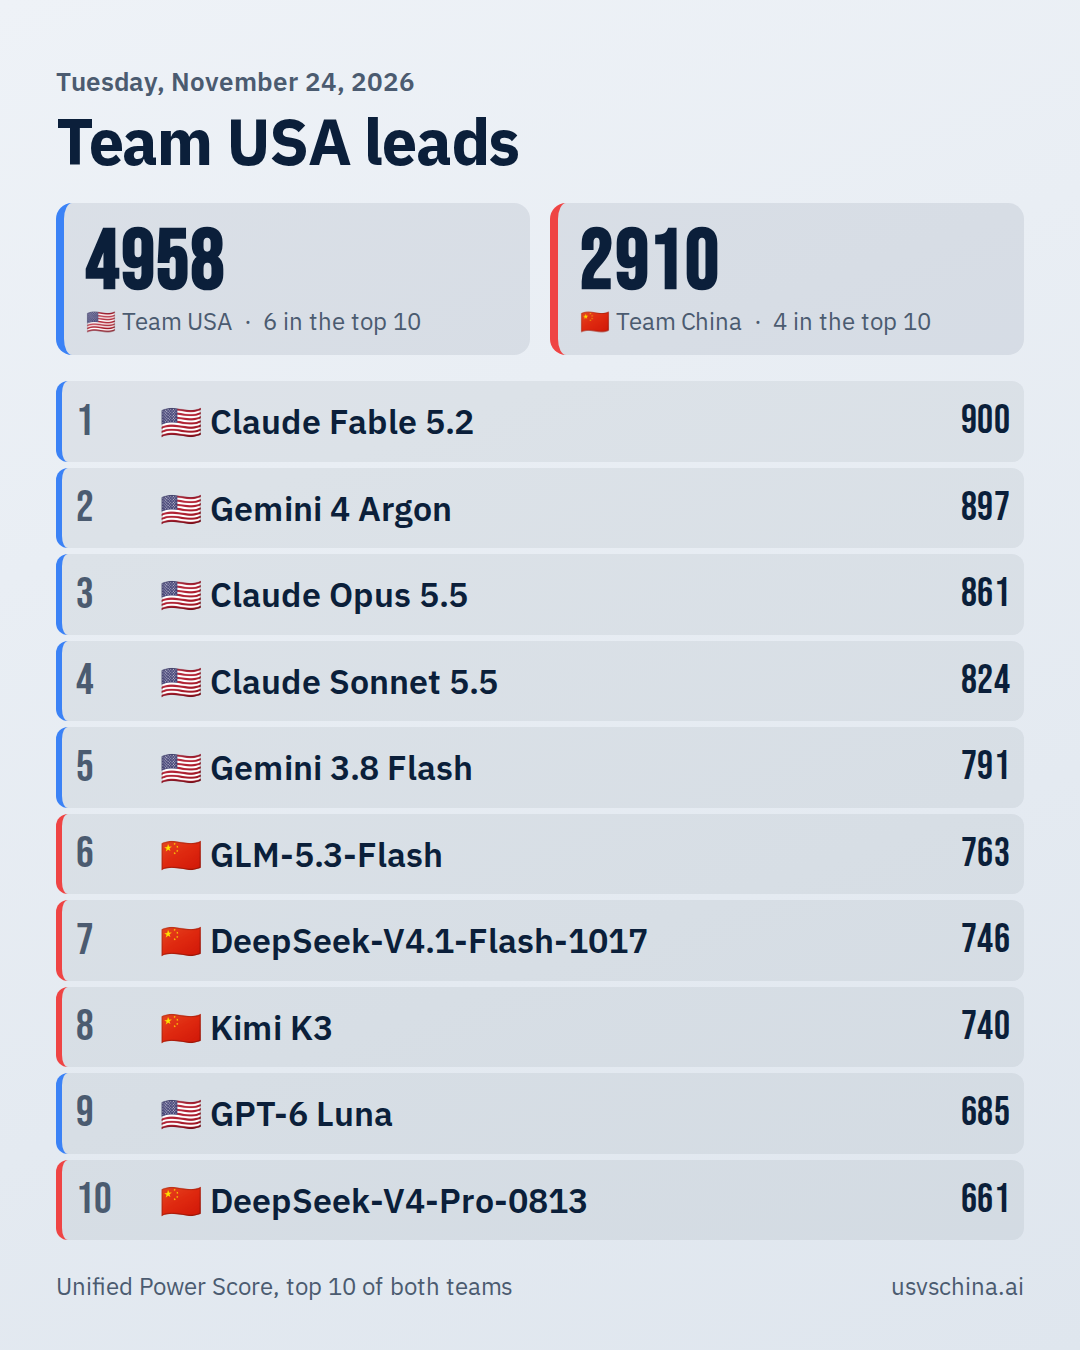 Tuesday, November 24, 2026
Team USA leads
4958
🇺🇸 Team USA · 6 in the top 10
2910
🇨🇳 Team China · 4 in the top 10
1 🇺🇸 Claude Fable 5.2 900
2 🇺🇸 Gemini 4 Argon 897
3 🇺🇸 Claude Opus 5.5 861
4 🇺🇸 Claude Sonnet 5.5 824
5 🇺🇸 Gemini 3.8 Flash 791
6 🇨🇳 GLM-5.3-Flash 763
7 🇨🇳 DeepSeek-V4.1-Flash-1017 746
8 🇨🇳 Kimi K3 740
9 🇺🇸 GPT-6 Luna 685
10 🇨🇳 DeepSeek-V4-Pro-0813 661
Unified Power Score, top 10 of both teams usvschina.ai